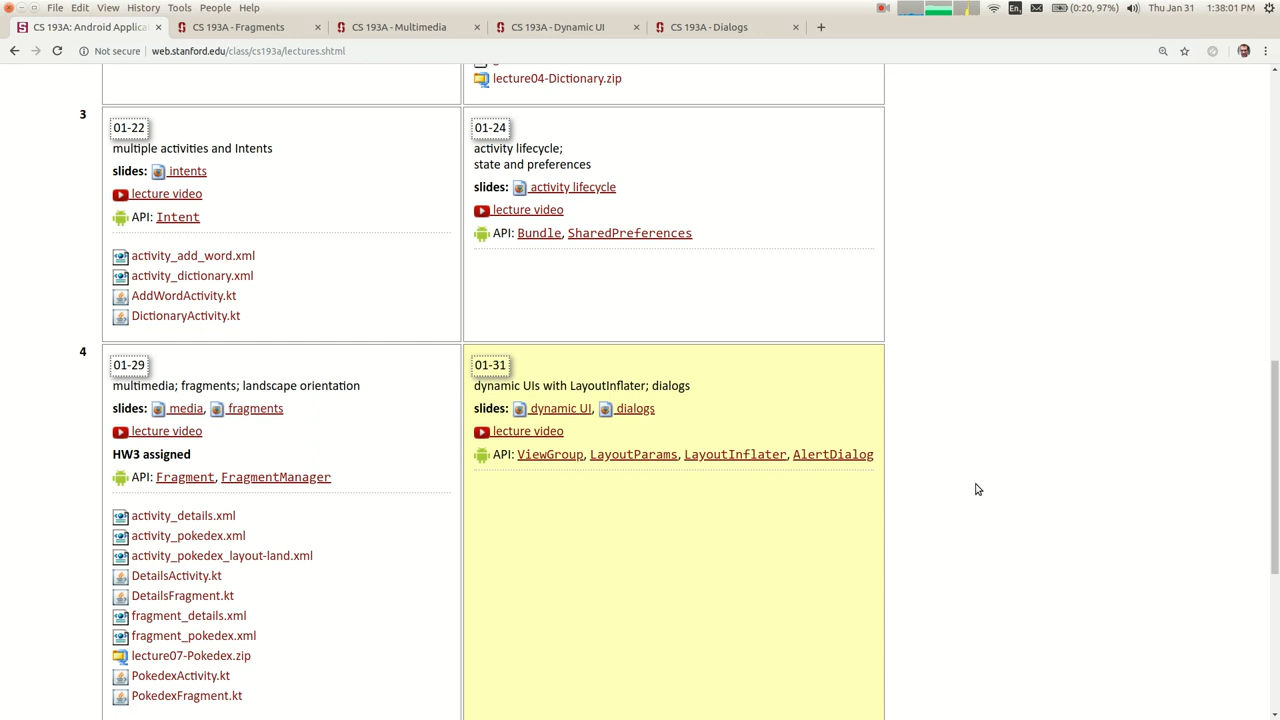 File Edit View History Bookmarks People Tools Help
En
(0:20, 97%)
Thu Jan 31
1:38:01 PM
CS 193A: Android Applica
CS 193A - Fragments
CS 193A - Multimedia
CS 193A - Dynamic UI
CS 193A - Dialogs
Not secure
web.stanford.edu/class/cs193a/lectures.shtml
lecture04-Dictionary.zip
3
01-22
multiple activities and Intents
slides: intents
lecture video
API: Intent
activity_add_word.xml
activity_dictionary.xml
AddWordActivity.kt
DictionaryActivity.kt
01-24
activity lifecycle;
state and preferences
slides: activity lifecycle
lecture video
API: Bundle, SharedPreferences
4
01-29
multimedia; fragments; landscape orientation
slides: media, fragments
lecture video
HW3 assigned
API: Fragment, FragmentManager
activity_details.xml
activity_pokedex.xml
activity_pokedex_layout-land.xml
DetailsActivity.kt
DetailsFragment.kt
fragment_details.xml
fragment_pokedex.xml
lecture07-Pokedex.zip
PokedexActivity.kt
PokedexFragment.kt
01-31
dynamic UIs with LayoutInflater; dialogs
slides: dynamic UI, dialogs
lecture video
API: ViewGroup, LayoutParams, LayoutInflater, AlertDialog